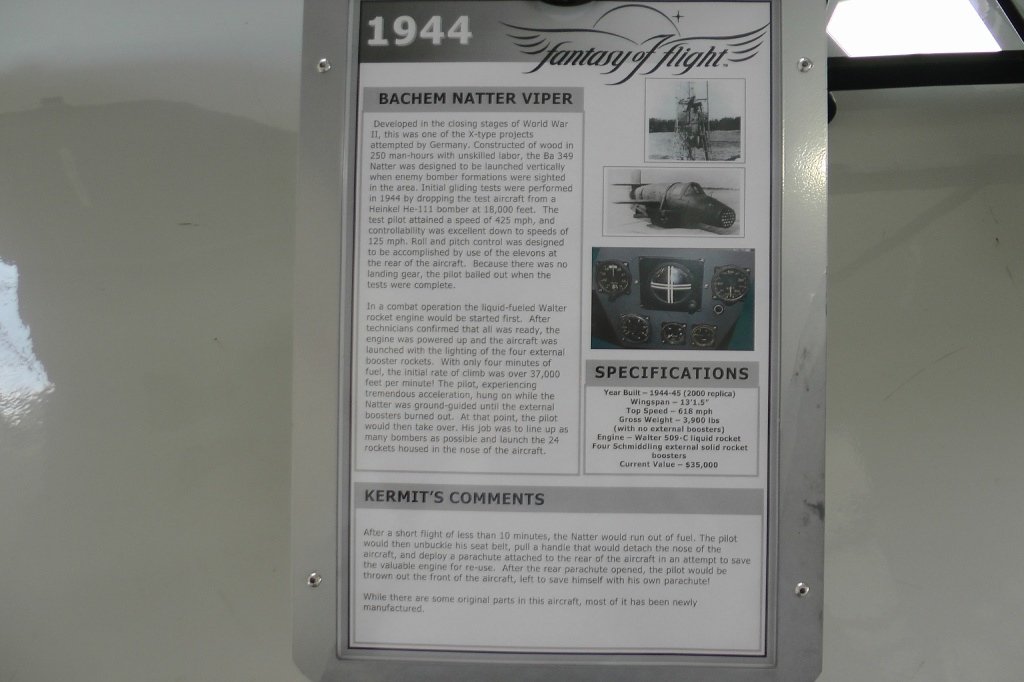 1944
fantasy of flight™
BACHEM NATTER VIPER
Developed in the closing stages of World War
II, this was one of the X-type projects
attempted by Germany. Constructed of wood in
250 man-hours with unskilled labor, the Ba 349
Natter was designed to be launched vertically
when enemy bomber formations were sighted
in the area. Initial gliding tests were performed
in 1944 by dropping the test aircraft from a
Heinkel He-111 bomber at 18,000 feet. The
test pilot attained a speed of 425 mph, and
controllability was excellent down to speeds of
125 mph. Roll and pitch control was designed
to be accomplished by use of the elevons at
the rear of the aircraft. Because there was no
landing gear, the pilot bailed out when the
tests were complete.
In a combat operation the liquid-fueled Walter
rocket engine would be started first. After
technicians confirmed that all was ready, the
engine was powered up and the aircraft was
launched with the lighting of the four external
booster rockets. With only four minutes of
fuel, the initial rate of climb was over 37,000
feet per minute! The pilot, experiencing
tremendous acceleration, hung on while the
Natter was ground-guided until the external
boosters burned out. At that point, the pilot
would then take over. His job was to line up as
many bombers as possible and launch the 24
rockets housed in the nose of the aircraft.
SPECIFICATIONS
Year Built – 1944-45 (2000 replica)
Wingspan – 13'1.5"
Top Speed – 618 mph
Gross Weight – 3,900 lbs
(with no external boosters)
Engine – Walter 509-C liquid rocket
Four Schmiddling external solid rocket
boosters
Current Value – $35,000
KERMIT'S COMMENTS
After a short flight of less than 10 minutes, the Natter would run out of fuel. The pilot
would then unbuckle his seat belt, pull a handle that would detach the nose of the
aircraft, and deploy a parachute attached to the rear of the aircraft in an attempt to save
the valuable engine for re-use. After the rear parachute opened, the pilot would be
thrown out the front of the aircraft, left to save himself with his own parachute!
While there are some original parts in this aircraft, most of it has been newly
manufactured.